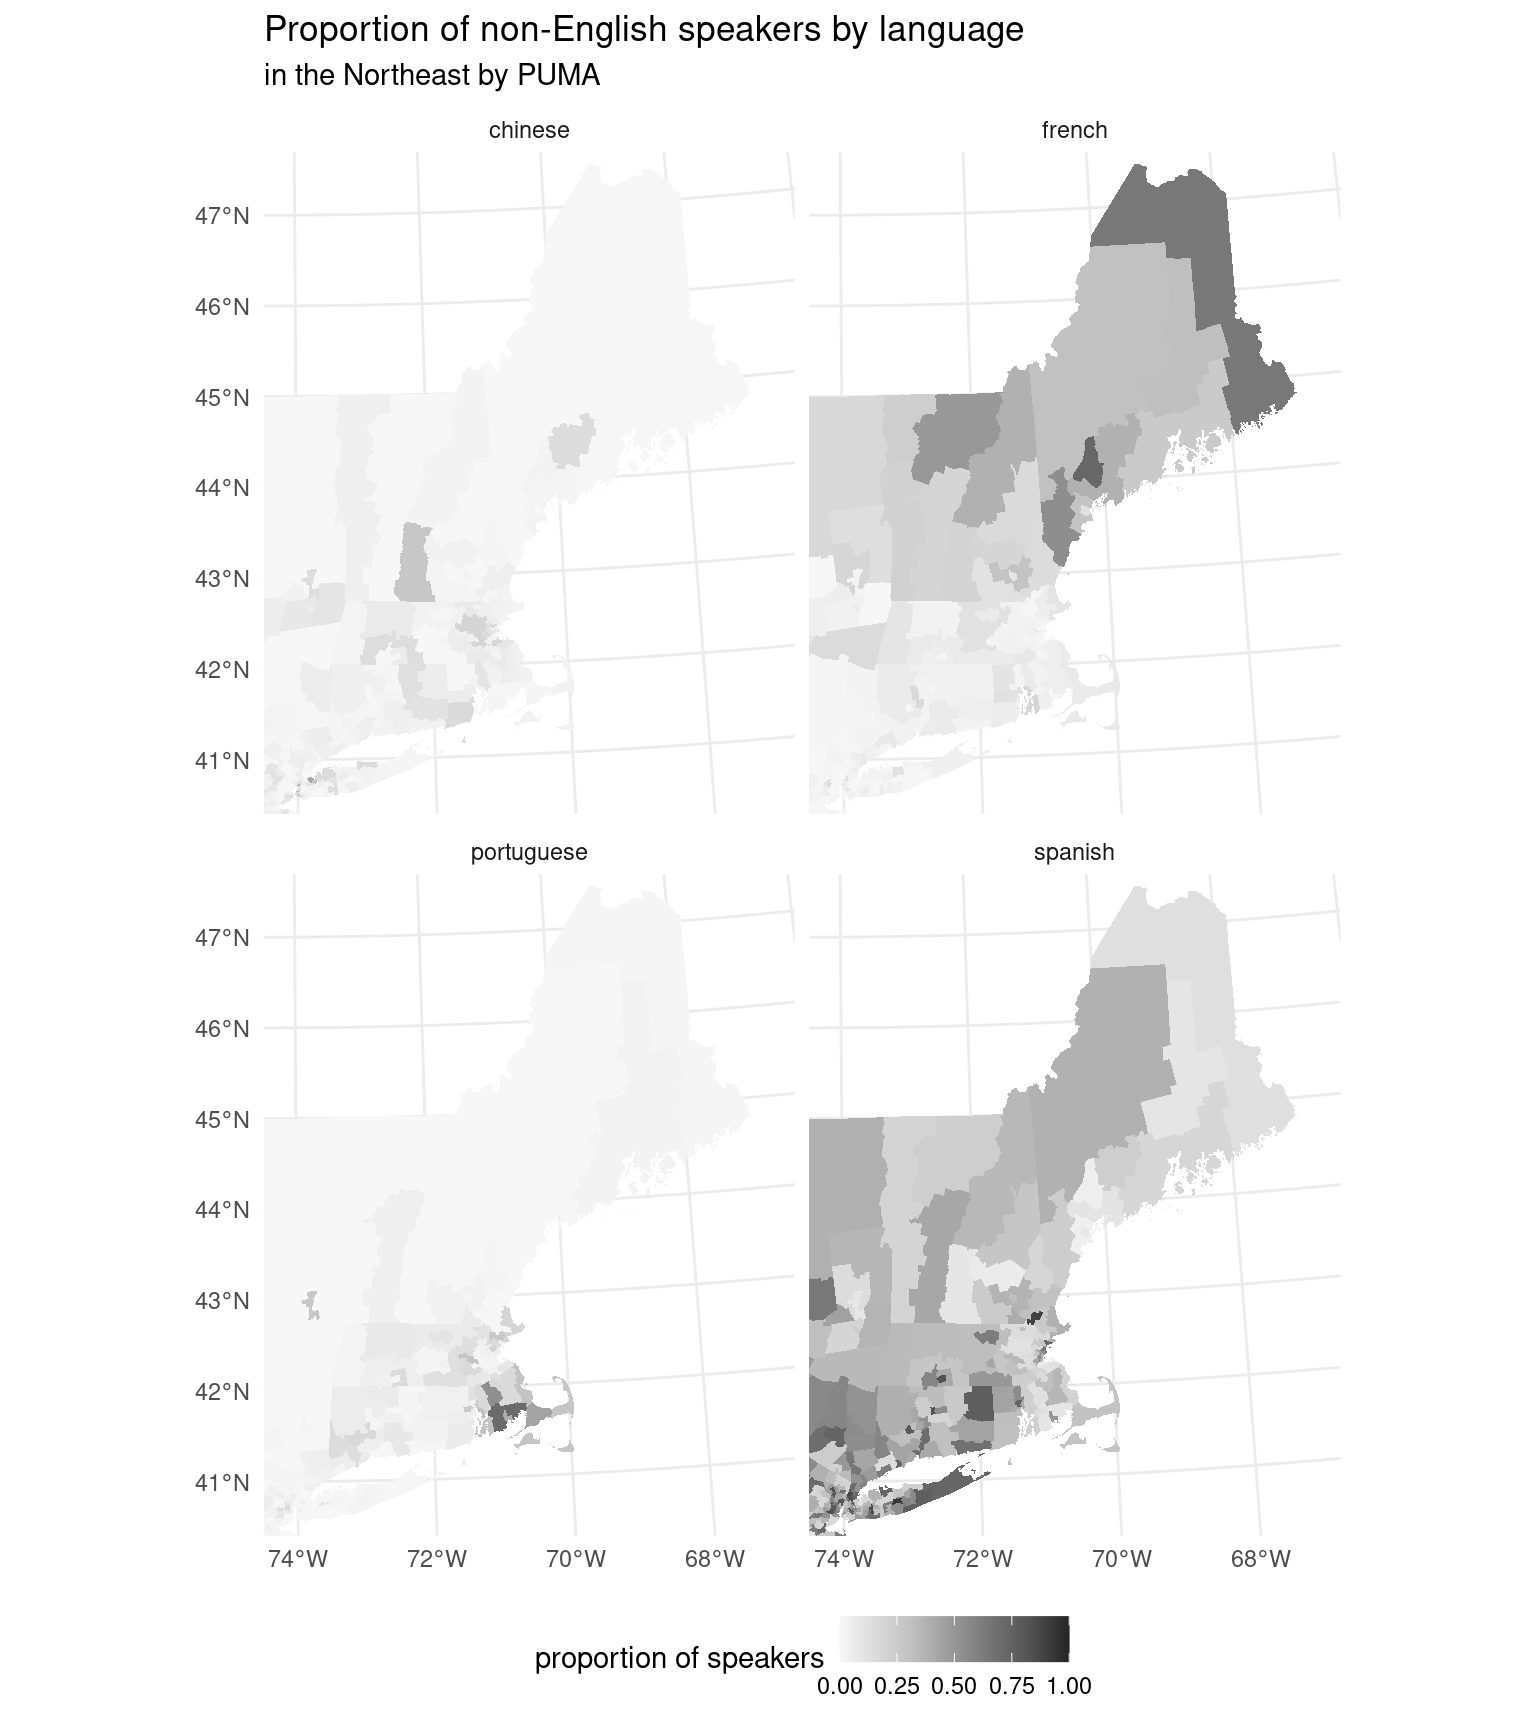 Proportion of non-English speakers by language
in the Northeast by PUMA
chinese
french
47°N
46°N
45°N
44°N
43°N
42°N
41°N
portuguese
spanish
47°N
46°N
45°N
44°N
43°N
42°N
41°N
74°W 72°W 70°W 68°W 74°W 72°W 70°W 68°W
proportion of speakers
0.00 0.25 0.50 0.75 1.00